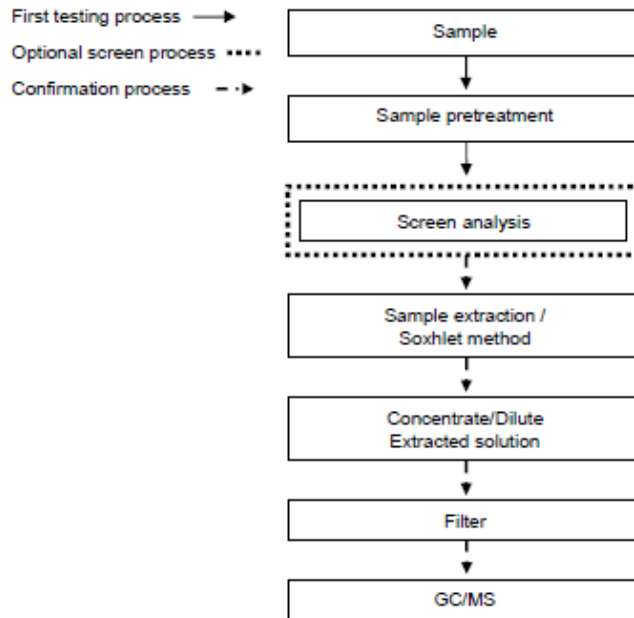 First testing process
Optional screen process
Confirmation process
Sample
Sample pretreatment
Screen analysis
Sample extraction /
Soxhlet method
Concentrate/Dilute
Extracted solution
Filter
GC/MS